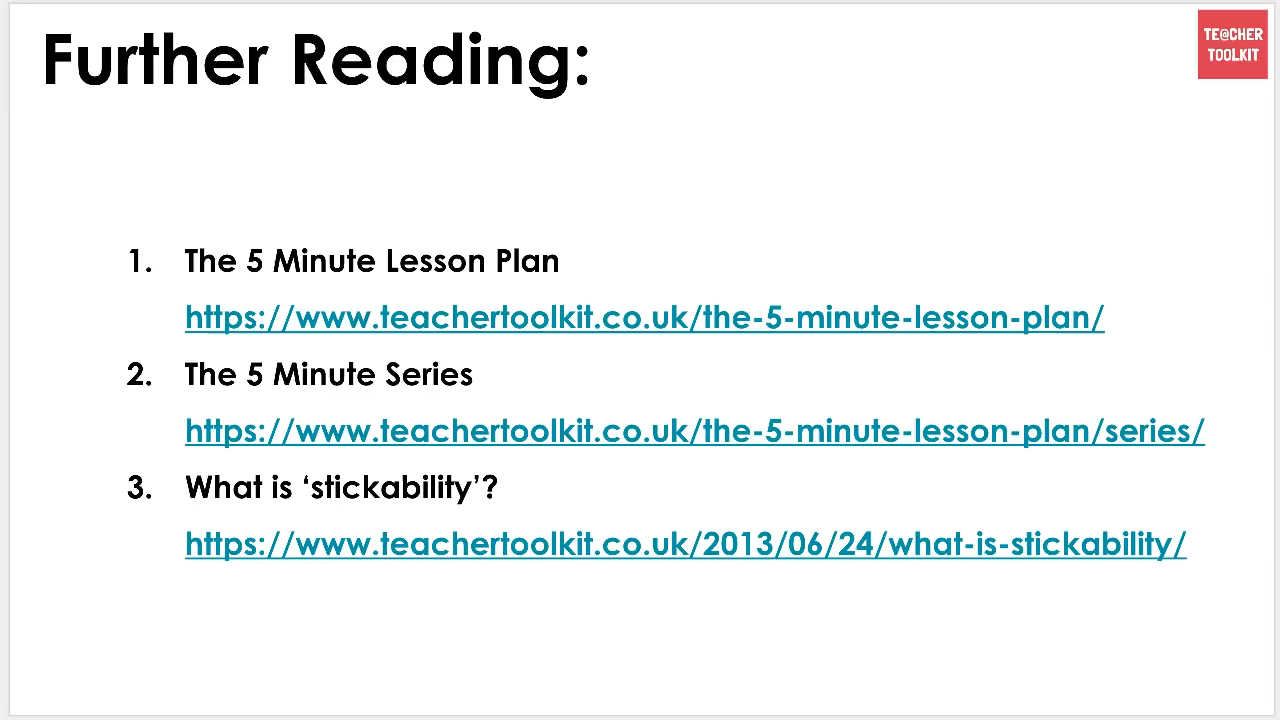 Further Reading:
TE@CHER
TOOLKIT
1. The 5 Minute Lesson Plan
https://www.teachertoolkit.co.uk/the-5-minute-lesson-plan/
2. The 5 Minute Series
https://www.teachertoolkit.co.uk/the-5-minute-lesson-plan/series/
3. What is ‘stickability’?
https://www.teachertoolkit.co.uk/2013/06/24/what-is-stickability/